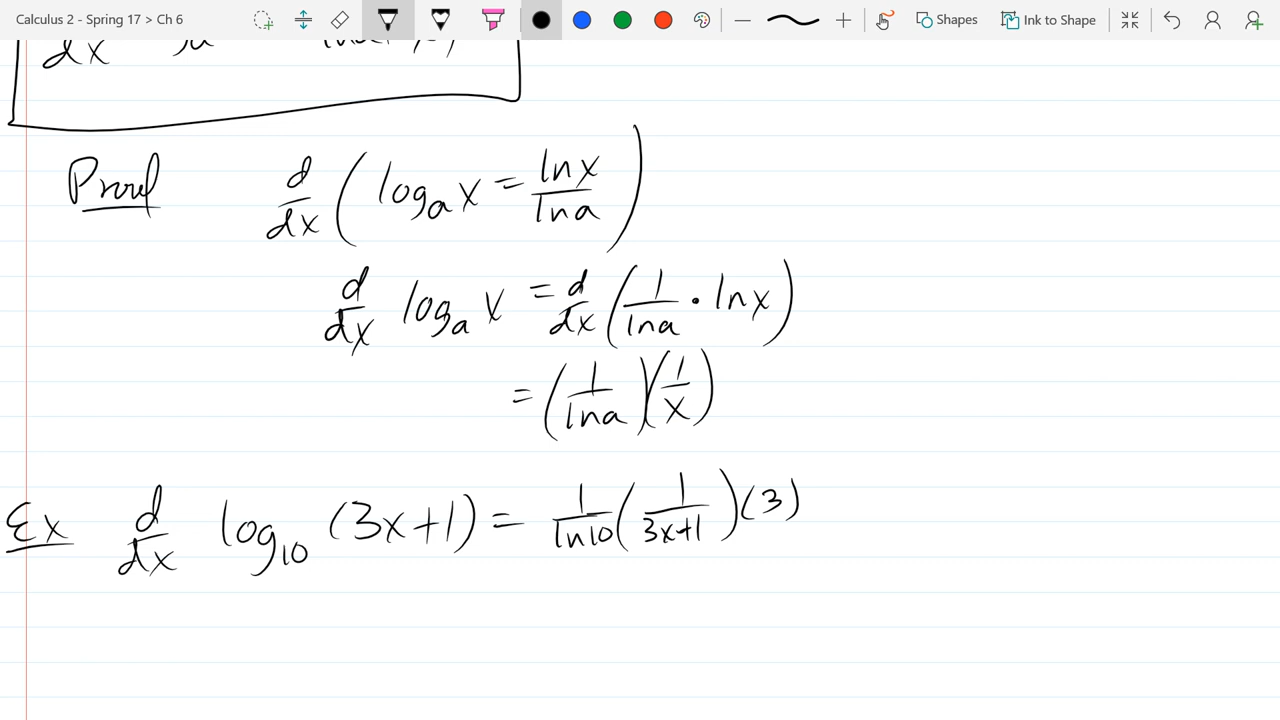 Calculus 2 - Spring 17 > Ch 6
Shapes
Ink to Shape
dx
Proof d/dx ( log_a x = ln x / ln a )
d/dx log_a x = d/dx ( 1/ln a • ln x )
= ( 1/ln a )( 1/x )
Ex d/dx log_10 (3x+1) = 1/ln10 ( 1/3x+1 ) (3)